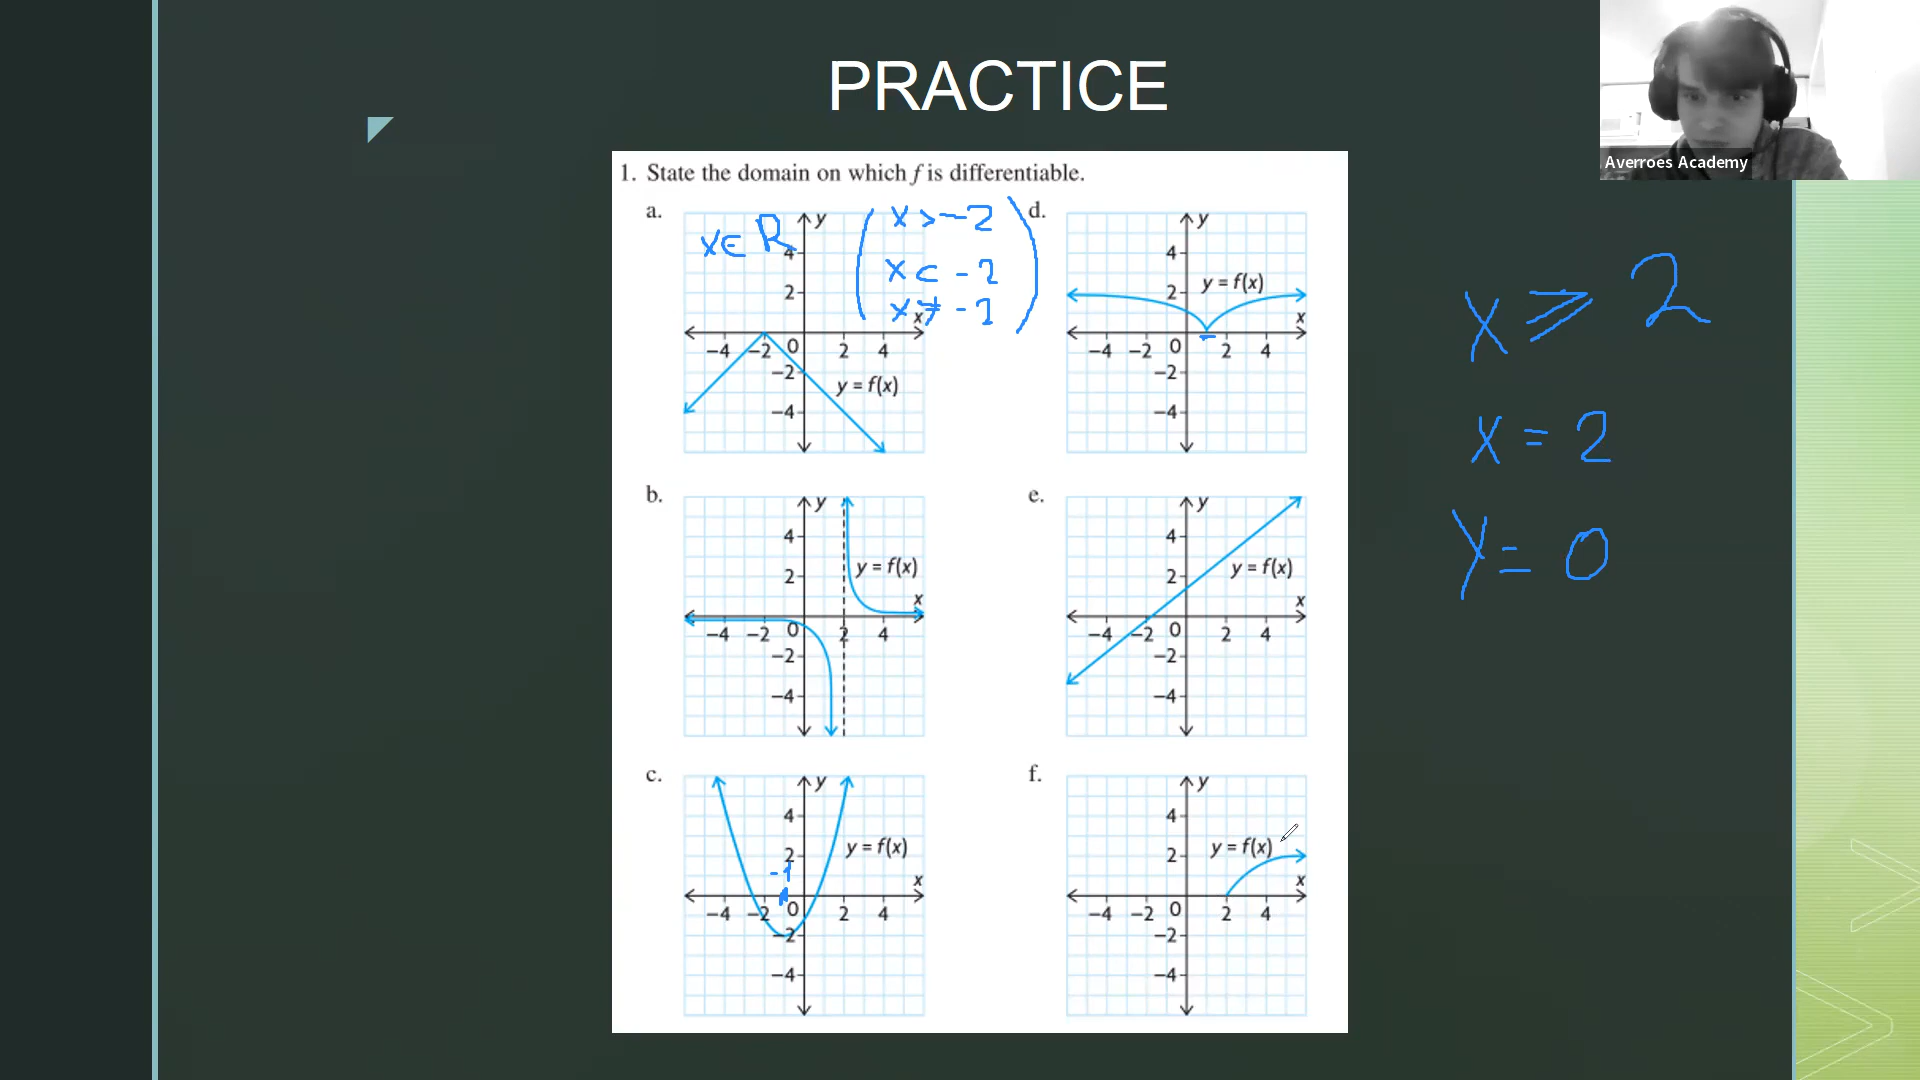 PRACTICE
Averroes Academy
1. State the domain on which f is differentiable.
a.
x ∈ R
x > -2
x < -2
x ≠ -2
y
4
2
x
-4 -2 0 2 4
-2
y = f(x)
-4
d.
y
4
2
y = f(x)
x
-4 -2 0 2 4
-2
-4
x ⩾ 2
x = 2
y = 0
b.
y
4
y = f(x)
2
x
-4 -2 0 2 4
-2
-4
e.
y
4
y = f(x)
2
x
-4 -2 0 2 4
-2
-4
c.
y
4
y = f(x)
2
-1
x
-4 -2 0 2 4
-2
-4
f.
y
4
y = f(x)
2
x
-4 -2 0 2 4
-2
-4